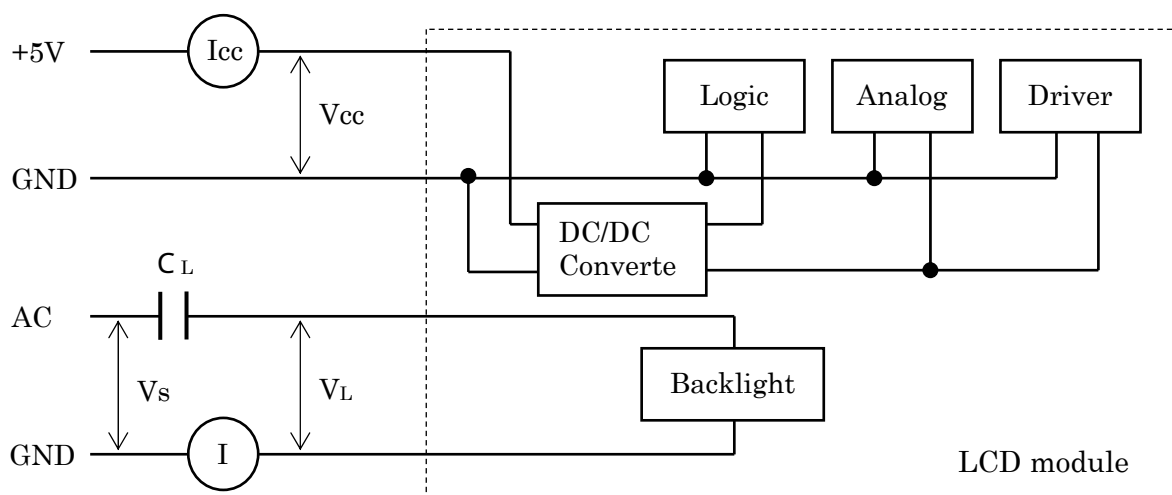 +5V
Icc
Vcc
GND
Logic
Analog
Driver
DC/DC
Converte
CL
AC
Vs
VL
Backlight
GND
I
LCD module